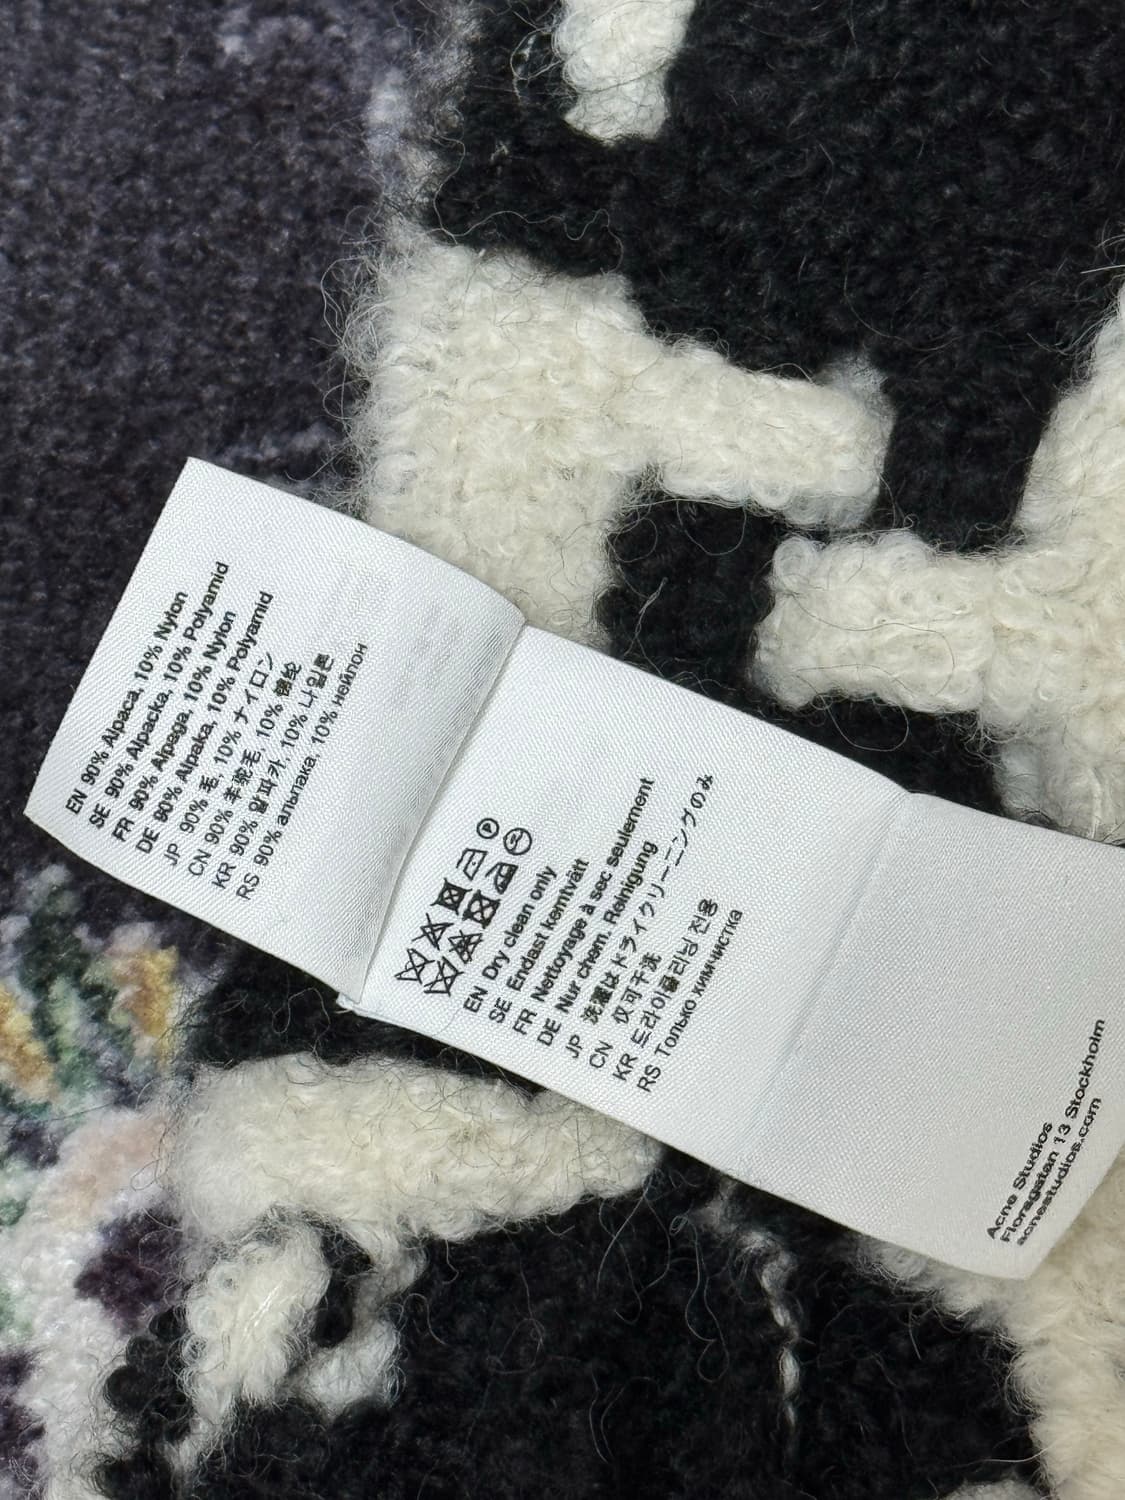 EN 90% Alpaca, 10% Nylon
SE 90% Alpacka, 10% Polyamid
FR 90% Alpaga, 10% Nylon
DE 90% Alpaka, 10% Polyamid
JP 90% 毛, 10% ナイロン
CN 90% 羊驼毛, 10% 锦纶
KR 90% 알파카, 10% 나일론
RS 90% альпака, 10% нейлон
EN Dry clean only
SE Endast kemtvätt
FR Nettoyage à sec seulement
DE Nur chem. Reinigung
JP 洗濯はドライクリーニングのみ
CN 仅可干洗
KR 드라이클리닝 전용
RS Только химчистка
Acne Studios
Floragatan 13 Stockholm
acnestudios.com